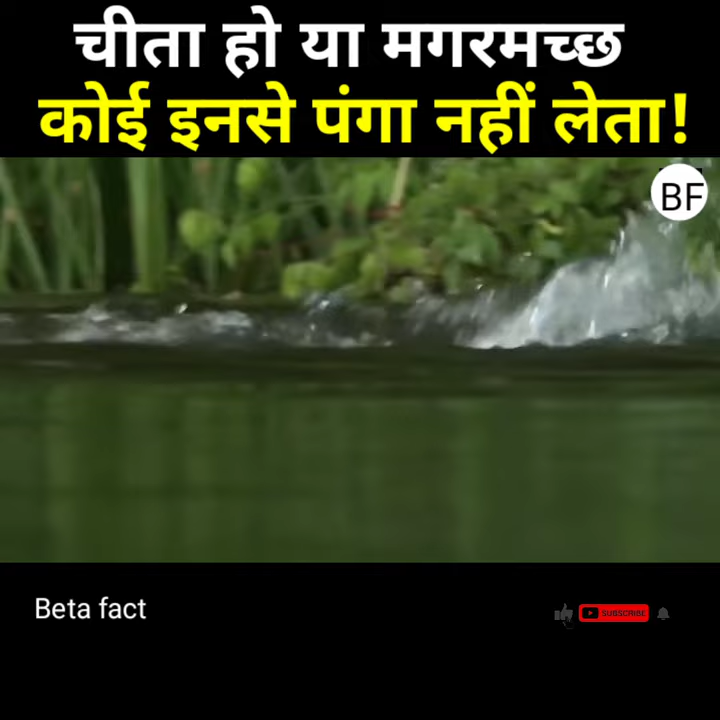 चीता हो या मगरमच्छ
कोई इनसे पंगा नहीं लेता!
BF
Beta fact
SUBSCRIBE